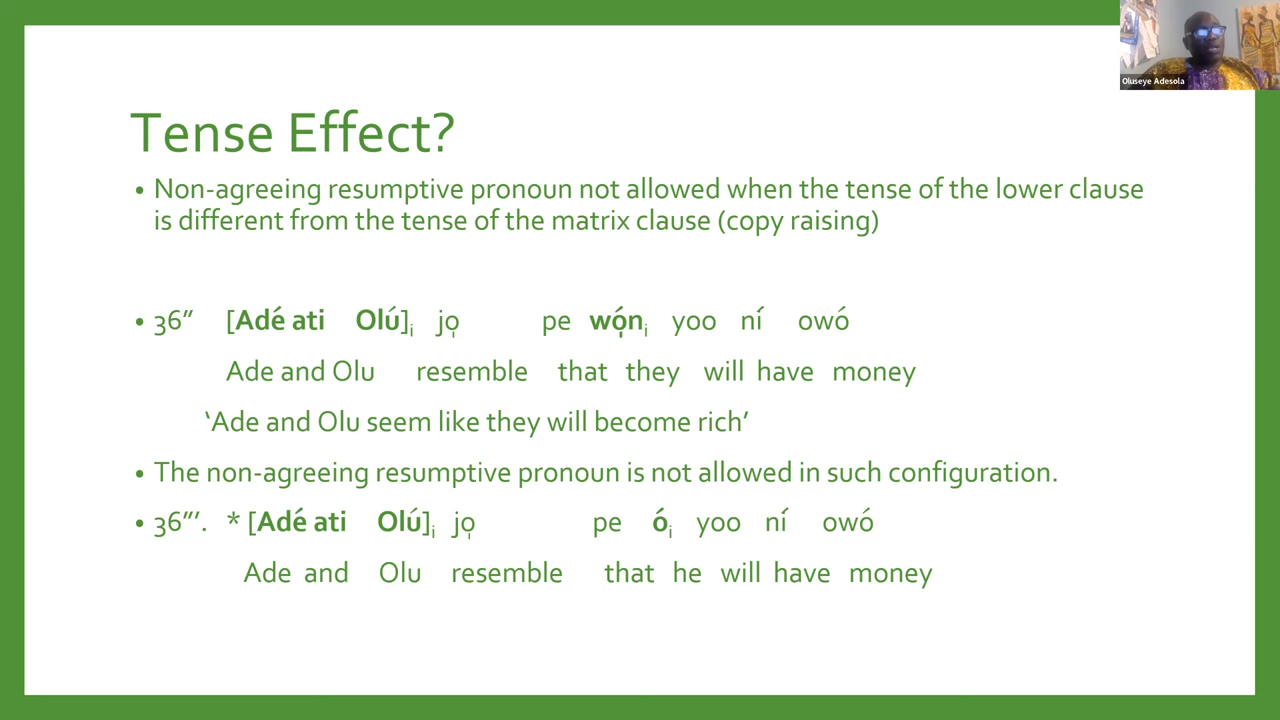 Oluseye Adesola
Tense Effect?
• Non-agreeing resumptive pronoun not allowed when the tense of the lower clause
is different from the tense of the matrix clause (copy raising)
• 36″ [Adé ati Olú]i jọ pe wọ́ni yoo ní owó
Ade and Olu resemble that they will have money
‘Ade and Olu seem like they will become rich’
• The non-agreeing resumptive pronoun is not allowed in such configuration.
• 36″’. * [Adé ati Olú]i jọ pe ói yoo ní owó
Ade and Olu resemble that he will have money